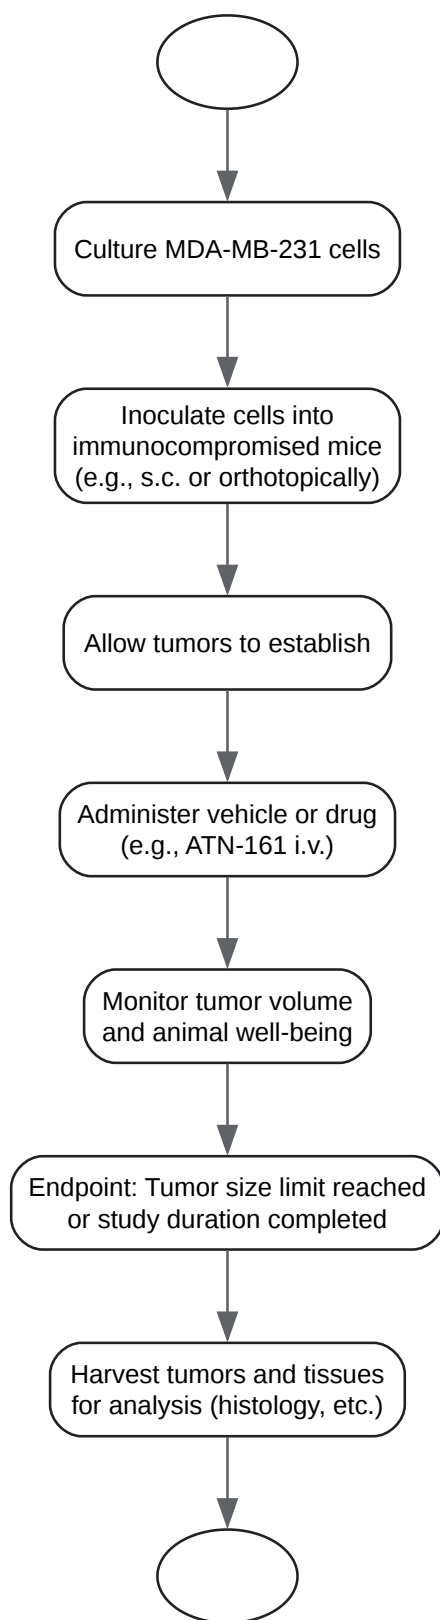 Culture MDA-MB-231 cells
Inoculate cells into
immunocompromised mice
(e.g., s.c. or orthotopically)
Allow tumors to establish
Administer vehicle or drug
(e.g., ATN-161 i.v.)
Monitor tumor volume
and animal well-being
Endpoint: Tumor size limit reached
or study duration completed
Harvest tumors and tissues
for analysis (histology, etc.)